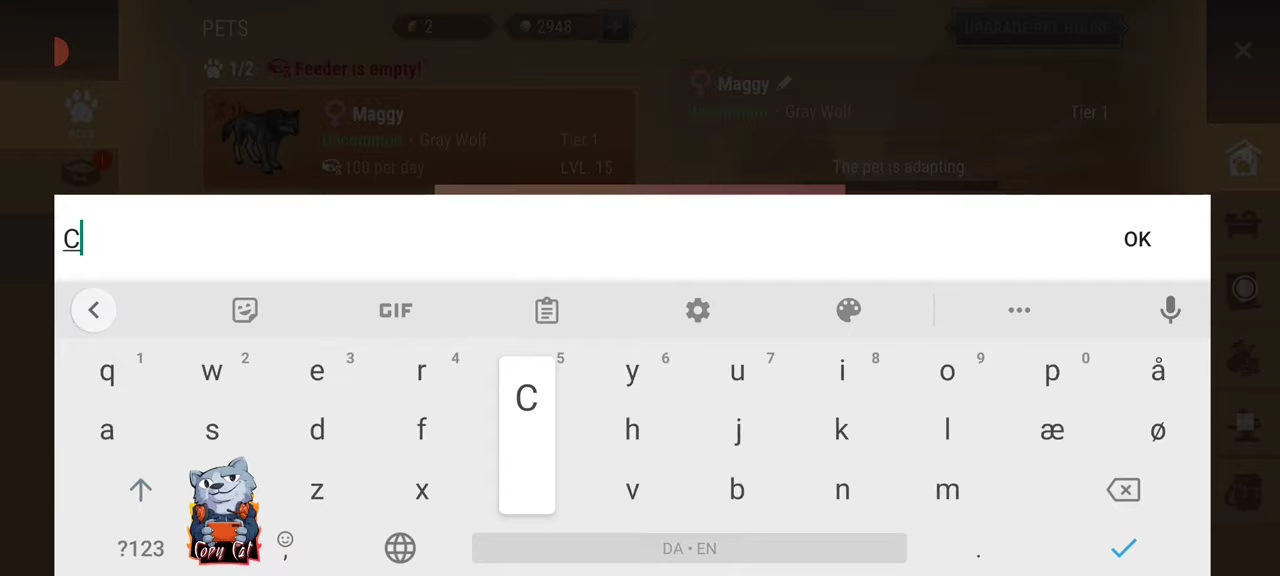 PETS 2 2948 + UPGRADE PET HOUSE
1/2 Feeder is empty!
Maggy
Uncommon · Gray Wolf Tier 1
100 per day LVL. 15
Maggy
Uncommon · Gray Wolf Tier 1
The pet is adapting
PETS
C
OK
GIF
q 1 w 2 e 3 r 4 5 y 6 u 7 i 8 o 9 p 0 å
C
a s d f h j k l æ ø
z x v b n m
?123 , DA • EN .
Copy Cat